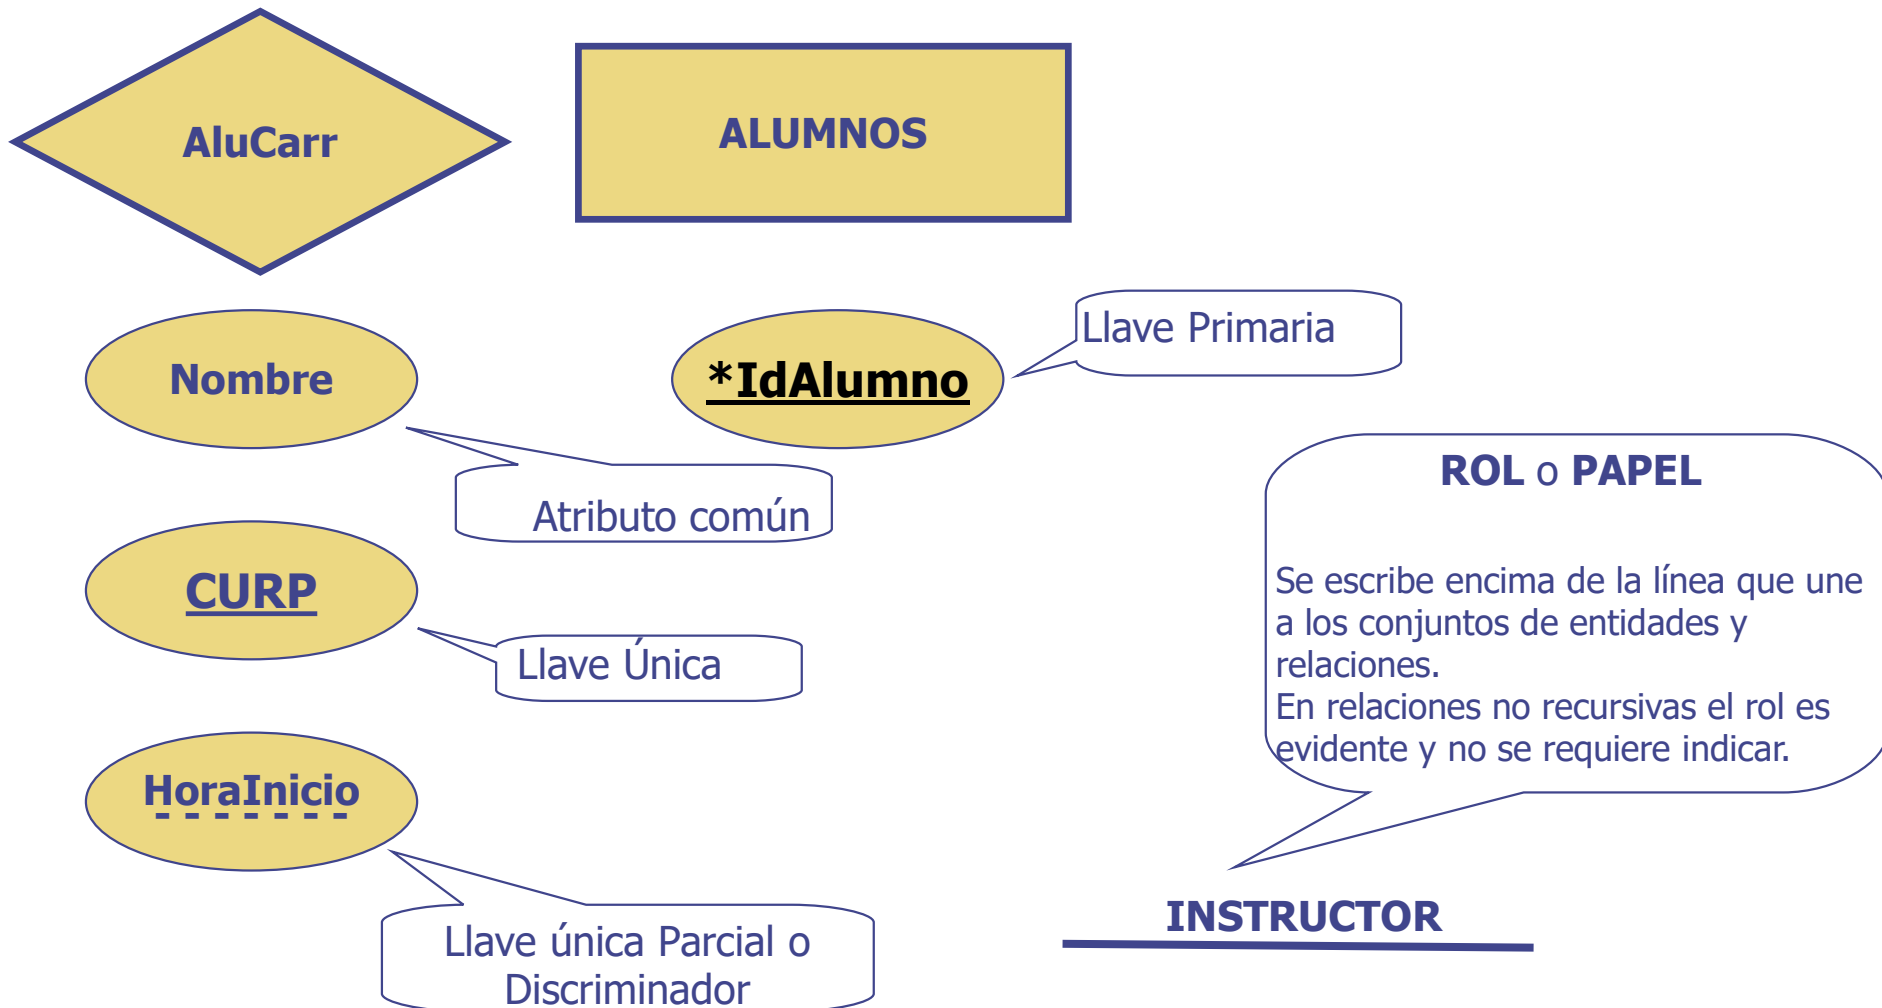 AluCarr
ALUMNOS
Nombre
*IdAlumno
Llave Primaria
Atributo común
CURP
Llave Única
HoraInicio
Llave única Parcial o
Discriminador
ROL o PAPEL
Se escribe encima de la línea que une
a los conjuntos de entidades y
relaciones.
En relaciones no recursivas el rol es
evidente y no se requiere indicar.
INSTRUCTOR